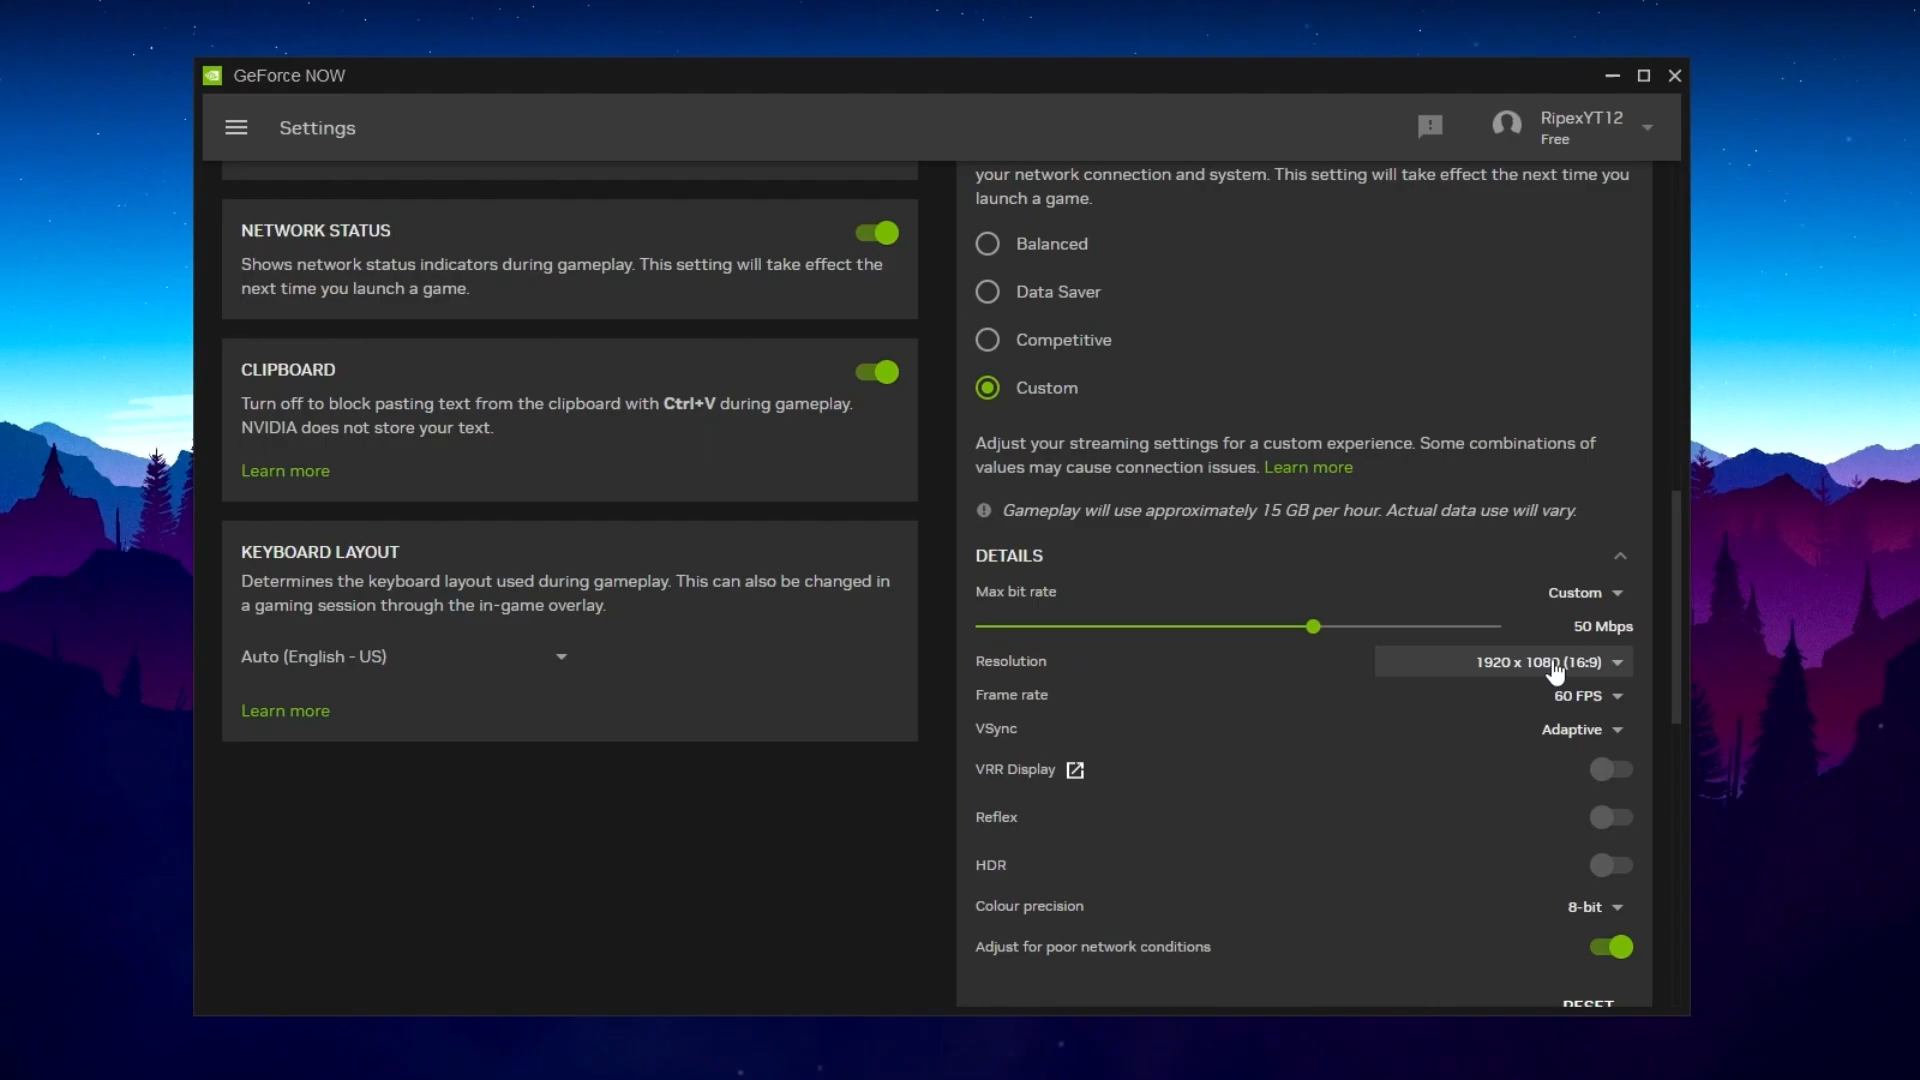 GeForce NOW
Settings
RipexYT12
Free
NETWORK STATUS
Shows network status indicators during gameplay. This setting will take effect the
next time you launch a game.
CLIPBOARD
Turn off to block pasting text from the clipboard with Ctrl+V during gameplay.
NVIDIA does not store your text.
Learn more
KEYBOARD LAYOUT
Determines the keyboard layout used during gameplay. This can also be changed in
a gaming session through the in-game overlay.
Auto (English - US)
Learn more
your network connection and system. This setting will take effect the next time you
launch a game.
Balanced
Data Saver
Competitive
Custom
Adjust your streaming settings for a custom experience. Some combinations of
values may cause connection issues. Learn more
Gameplay will use approximately 15 GB per hour. Actual data use will vary.
DETAILS
Max bit rate Custom
50 Mbps
Resolution 1920 x 1080 (16:9)
Frame rate 60 FPS
VSync Adaptive
VRR Display
Reflex
HDR
Colour precision 8-bit
Adjust for poor network conditions
RESET